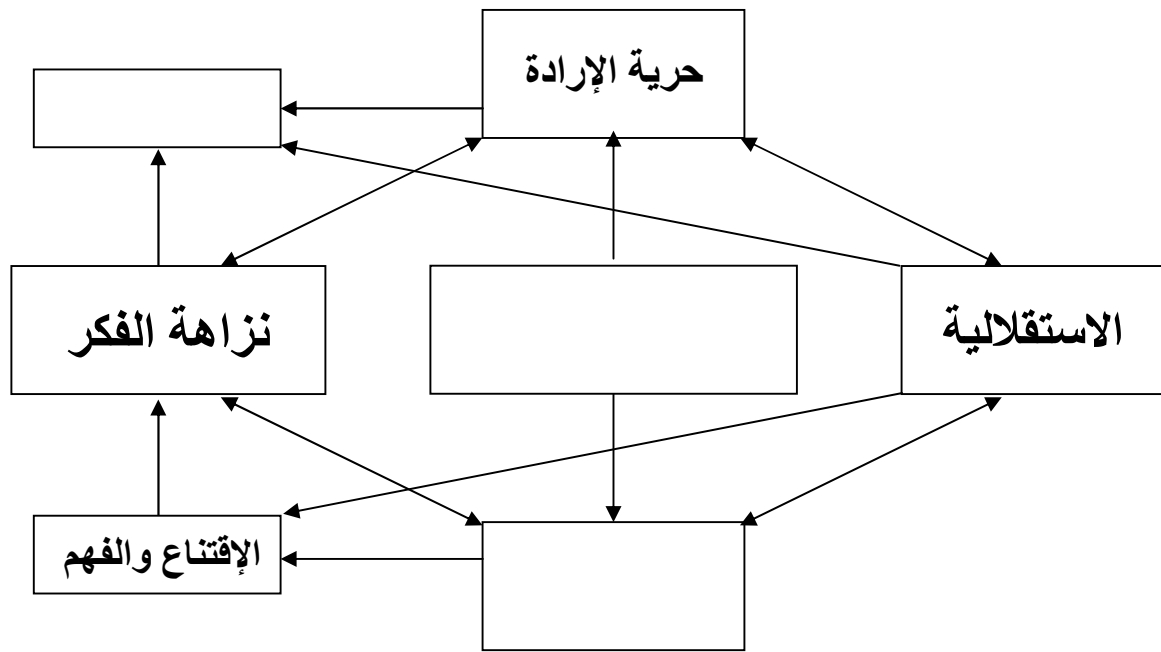 حرية الإرادة
الاستقلالية
نزاهة الفكر
الإقتناع والفهم